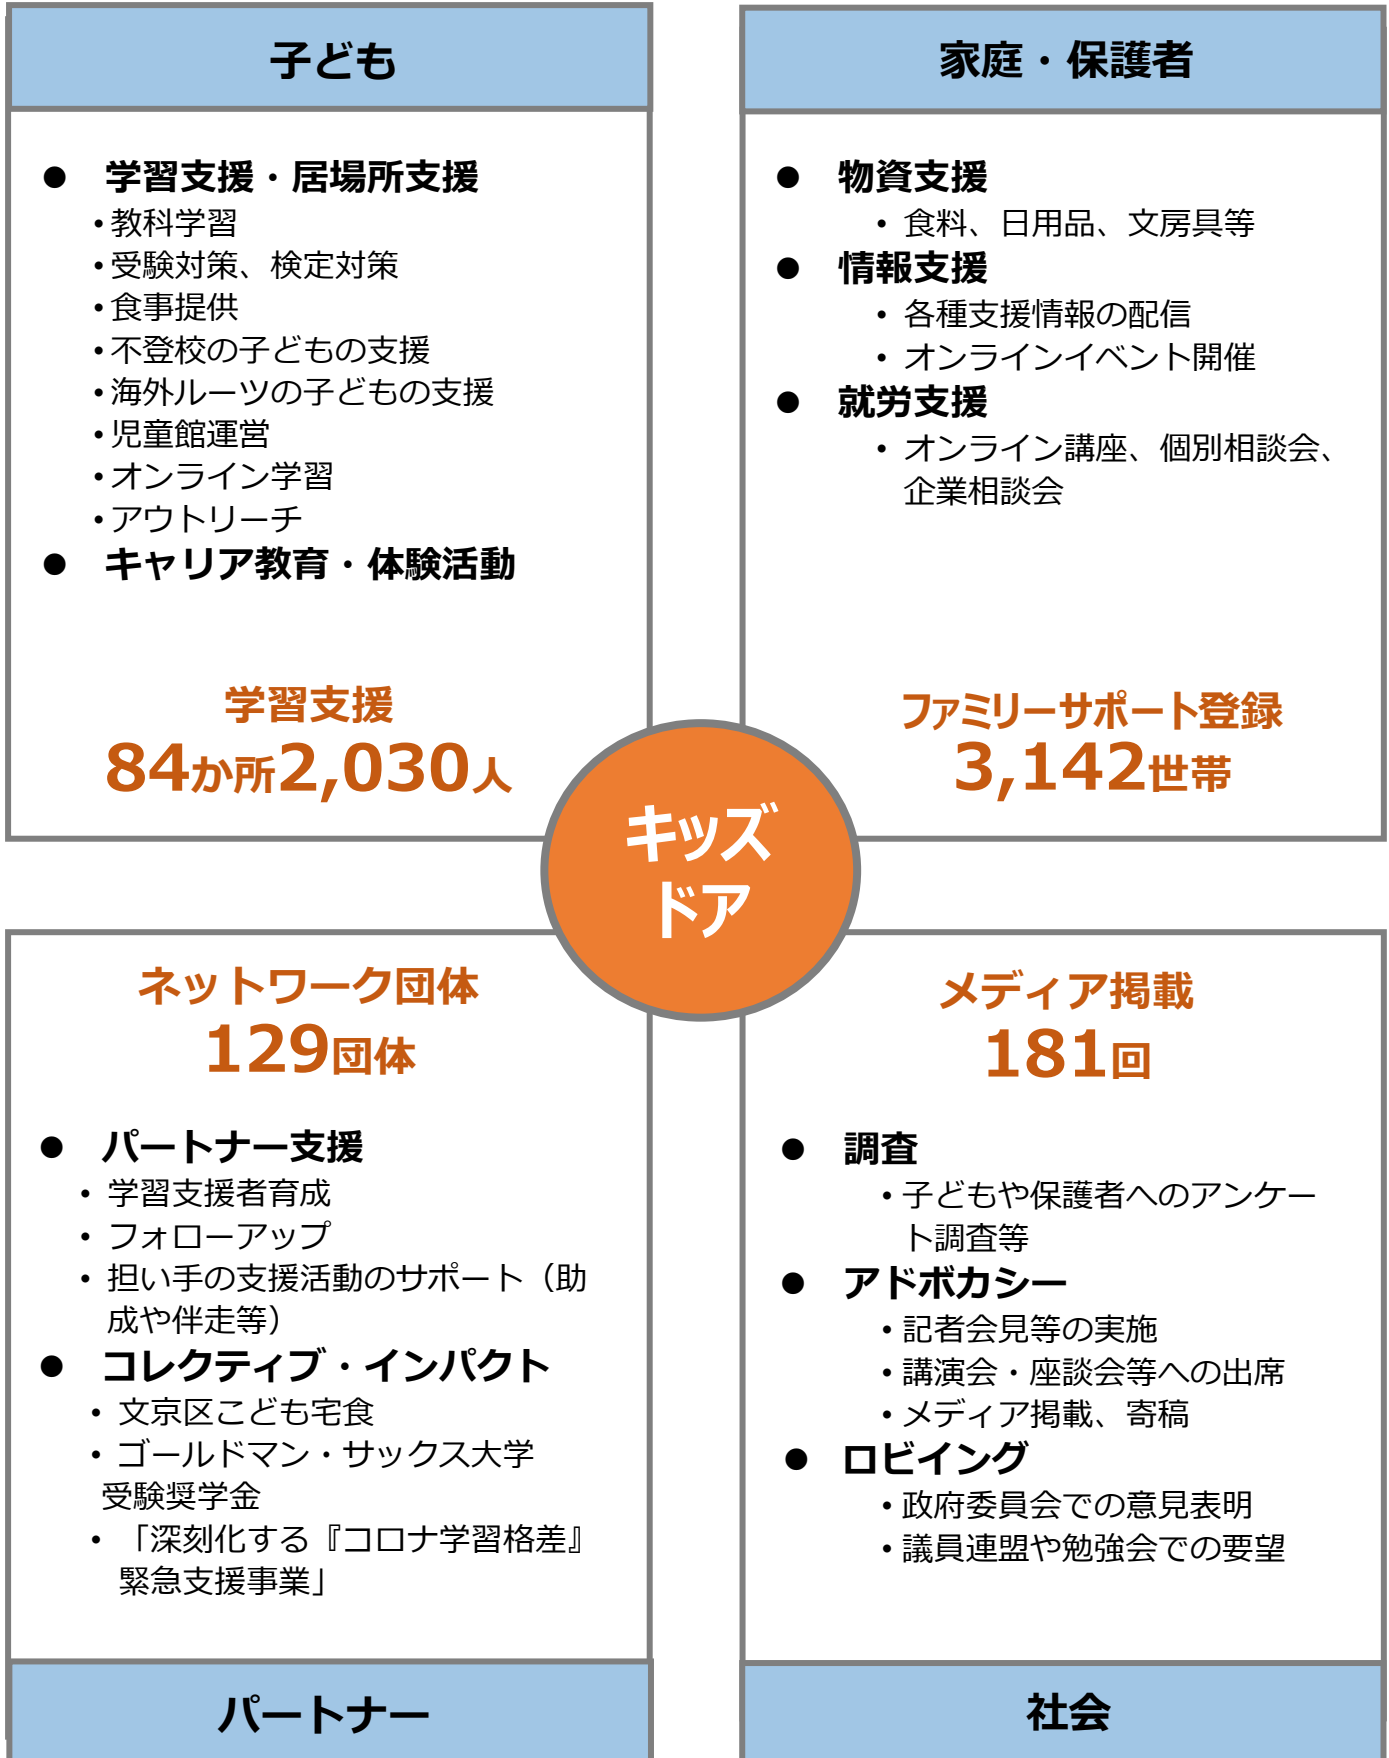 子ども
● 学習支援・居場所支援
・教科学習
・受験対策、検定対策
・食事提供
・不登校の子どもの支援
・海外ルーツの子どもの支援
・児童館運営
・オンライン学習
・アウトリーチ
● キャリア教育・体験活動
学習支援
84か所2,030人
家庭・保護者
● 物資支援
・食料、日用品、文房具等
● 情報支援
・各種支援情報の配信
・オンラインイベント開催
● 就労支援
・オンライン講座、個別相談会、
企業相談会
ファミリーサポート登録
3,142世帯
キッズ
ドア
ネットワーク団体
129団体
● パートナー支援
・学習支援者育成
・フォローアップ
・担い手の支援活動のサポート（助
成や伴走等）
● コレクティブ・インパクト
・文京区こども宅食
・ゴールドマン・サックス大学
受験奨学金
・「深刻化する『コロナ学習格差』
緊急支援事業」
パートナー
メディア掲載
181回
● 調査
・子どもや保護者へのアンケー
ト調査等
● アドボカシー
・記者会見等の実施
・講演会・座談会等への出席
・メディア掲載、寄稿
● ロビイング
・政府委員会での意見表明
・議員連盟や勉強会での要望
社会